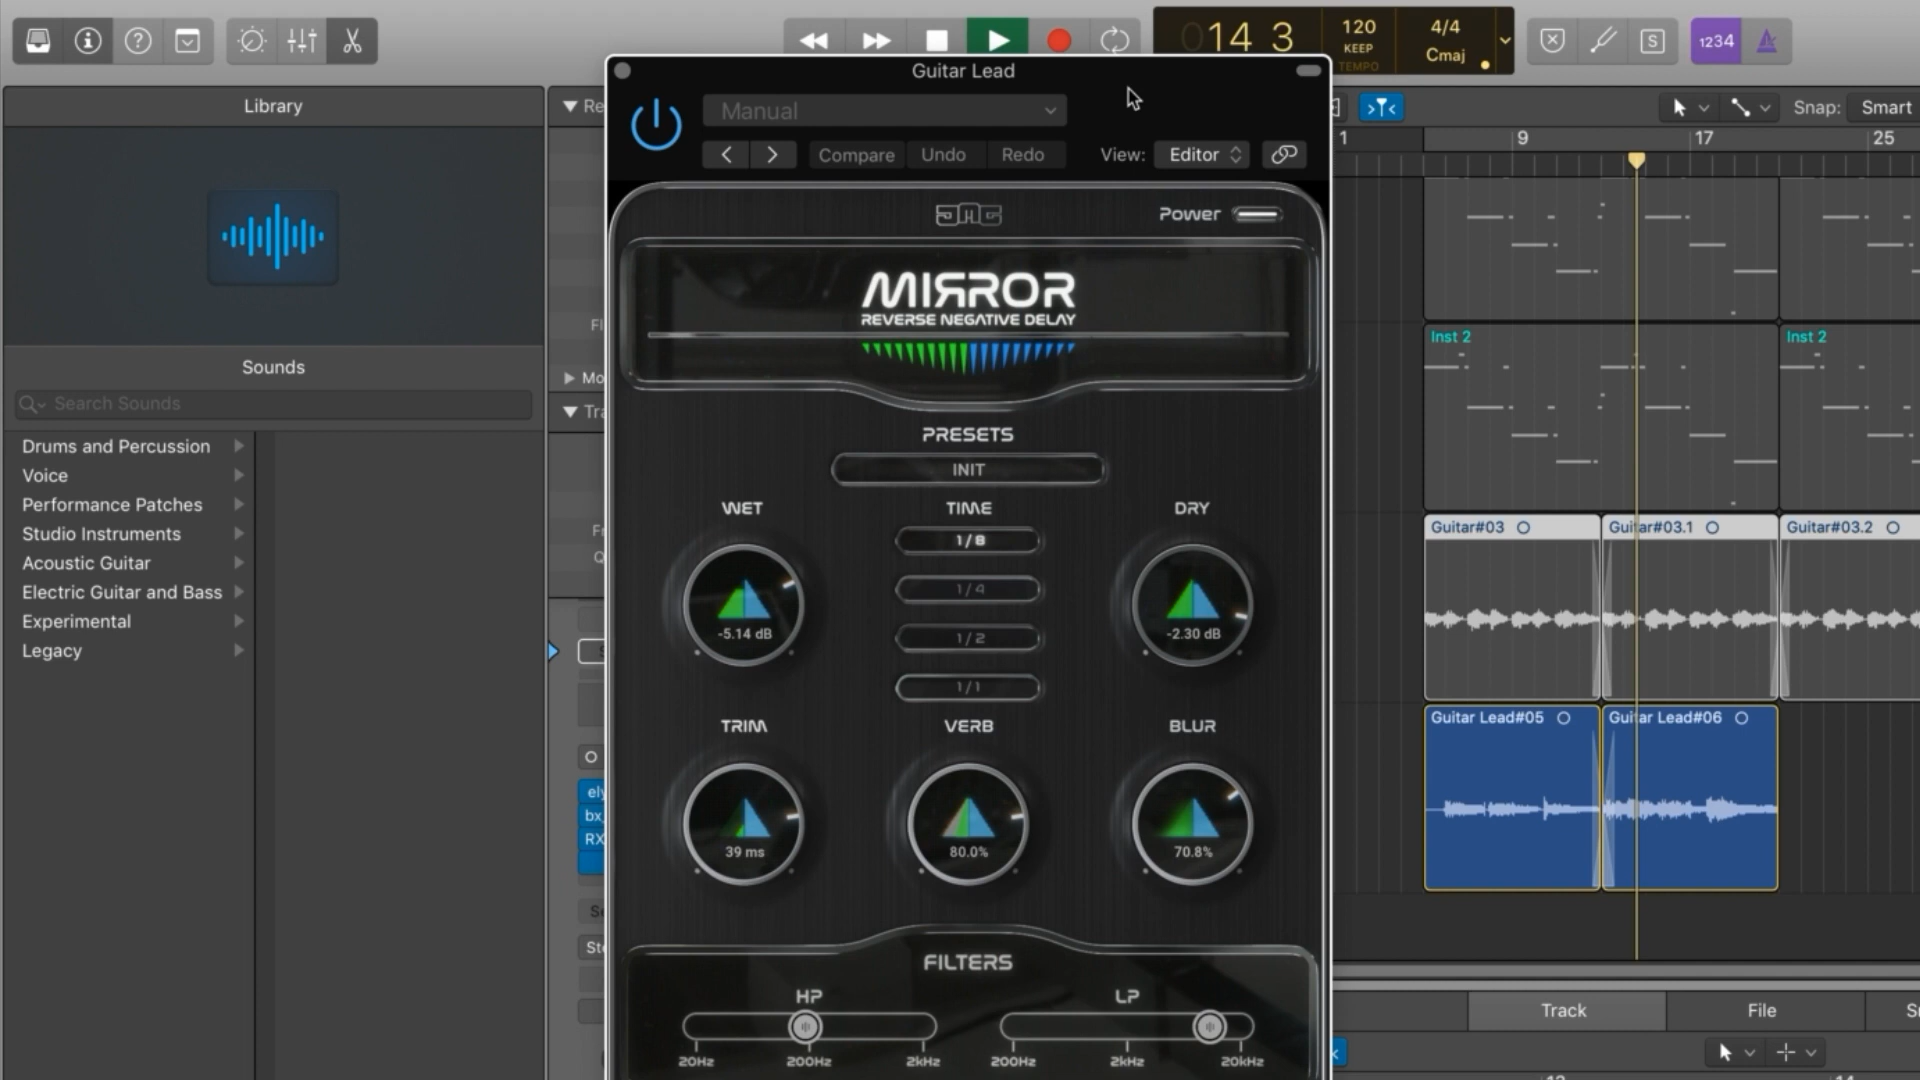 14 3
120
KEEP
TEMPO
4/4
Cmaj
S
1234
Guitar Lead
Library
Manual
Snap: Smart
Compare
Undo
Redo
View: Editor
1
9
17
25
Power
MIRROR
REVERSE NEGATIVE DELAY
Inst 2
Inst 2
Sounds
Search Sounds
PRESETS
INIT
Drums and Percussion
Voice
Performance Patches
Studio Instruments
Acoustic Guitar
Electric Guitar and Bass
Experimental
Legacy
WET
TIME
DRY
1/8
1/4
1/2
1/1
-5.14 dB
-2.30 dB
Guitar#03
Guitar#03.1
Guitar#03.2
TRIM
VERB
BLUR
39 ms
80.0%
70.8%
Guitar Lead#05
Guitar Lead#06
ely
bx_
RX
FILTERS
HP
LP
20Hz
200Hz
2kHz
200Hz
2kHz
20kHz
Track
File